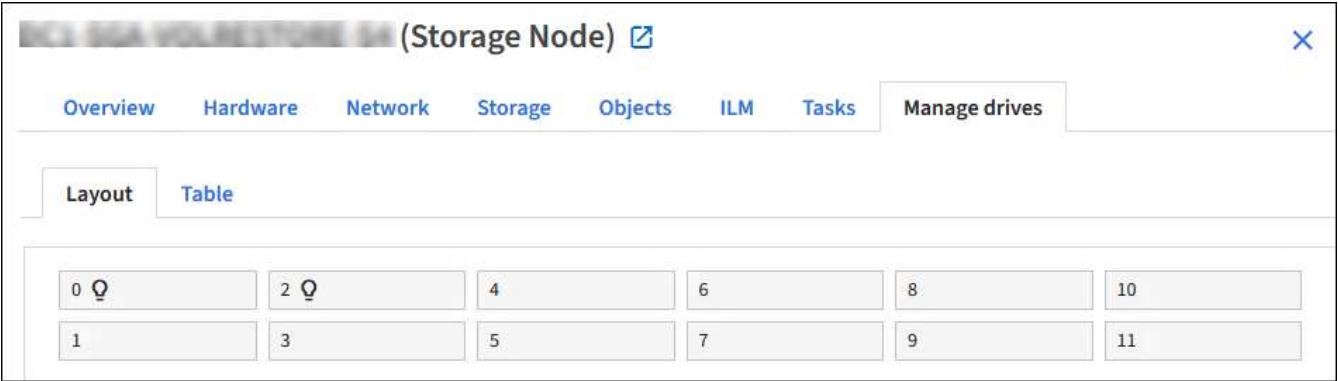 (Storage Node)
Overview Hardware Network Storage Objects ILM Tasks Manage drives
Layout Table
0 2 4 6 8 10
1 3 5 7 9 11